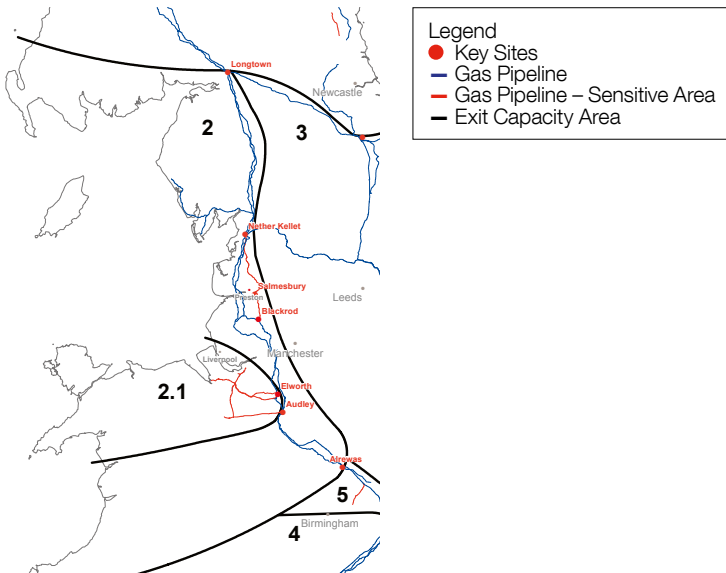 Legend
Key Sites
Gas Pipeline
Gas Pipeline – Sensitive Area
Exit Capacity Area
Longtown
Newcastle
2
3
Nether Kellet
Salmesbury
Preston
Leeds
Blackrod
Manchester
Liverpool
2.1
Elworth
Audley
Alrewas
5
Birmingham
4